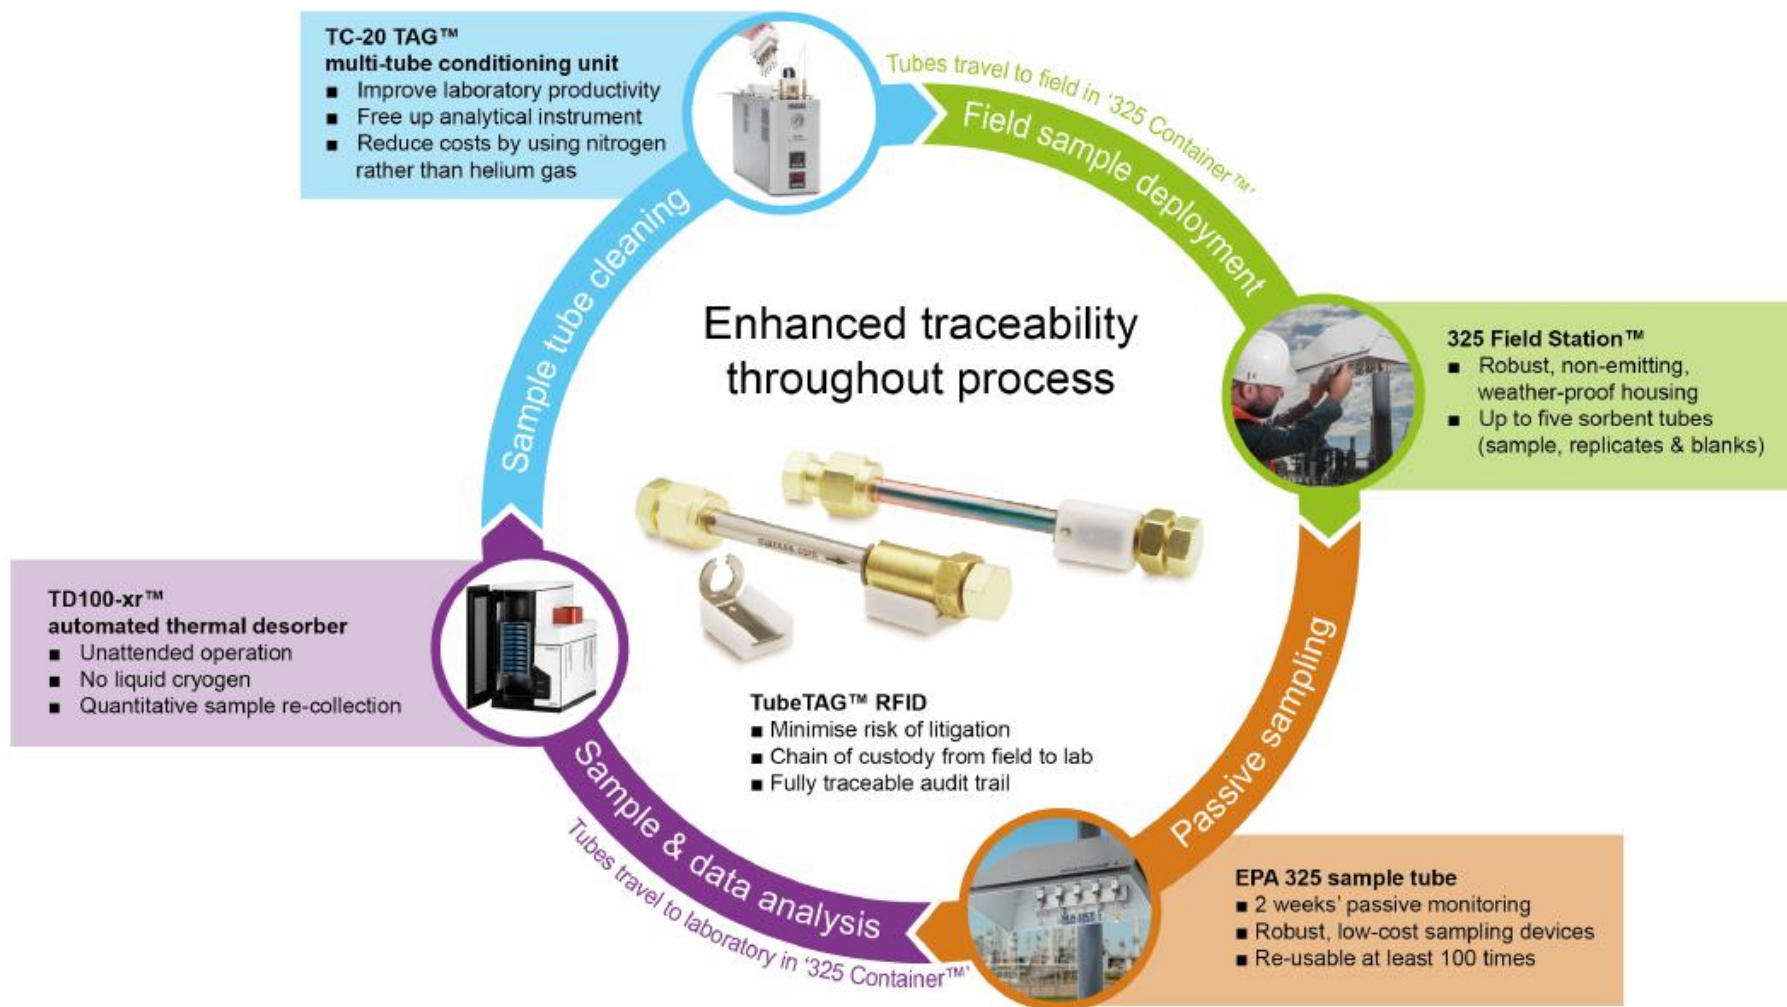 TC-20 TAG™
multi-tube conditioning unit
■ Improve laboratory productivity
■ Free up analytical instrument
■ Reduce costs by using nitrogen
rather than helium gas
Tubes travel to field in ‘325 Container™’
Field sample deployment
Sample tube cleaning
Enhanced traceability
throughout process
325 Field Station™
■ Robust, non-emitting,
weather-proof housing
■ Up to five sorbent tubes
(sample, replicates & blanks)
markes.com
TD100-xr™
automated thermal desorber
■ Unattended operation
■ No liquid cryogen
■ Quantitative sample re-collection
TubeTAG™ RFID
■ Minimise risk of litigation
■ Chain of custody from field to lab
■ Fully traceable audit trail
Passive sampling
Sample & data analysis
Tubes travel to laboratory in ‘325 Container™’
EPA 325 sample tube
■ 2 weeks’ passive monitoring
■ Robust, low-cost sampling devices
■ Re-usable at least 100 times